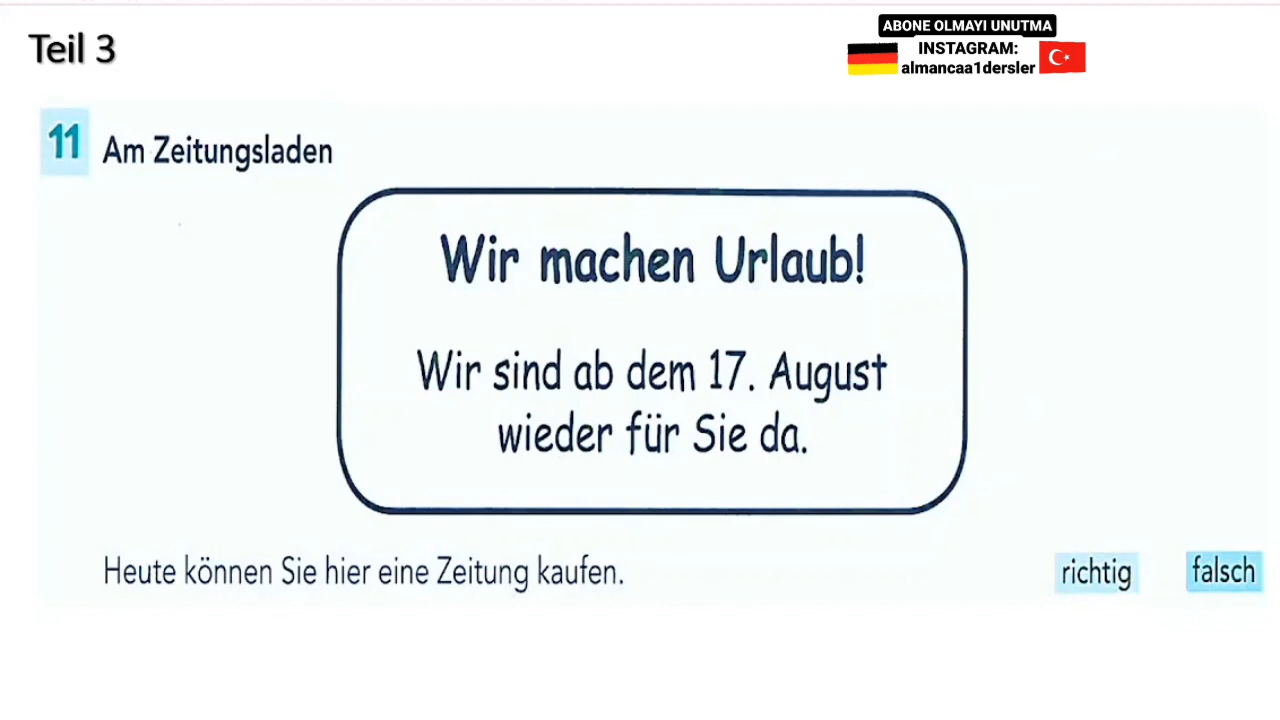 Teil 3
ABONE OLMAYI UNUTMA
INSTAGRAM:
almancaa1dersler
11 Am Zeitungsladen
Wir machen Urlaub!
Wir sind ab dem 17. August
wieder für Sie da.
Heute können Sie hier eine Zeitung kaufen.
richtig falsch